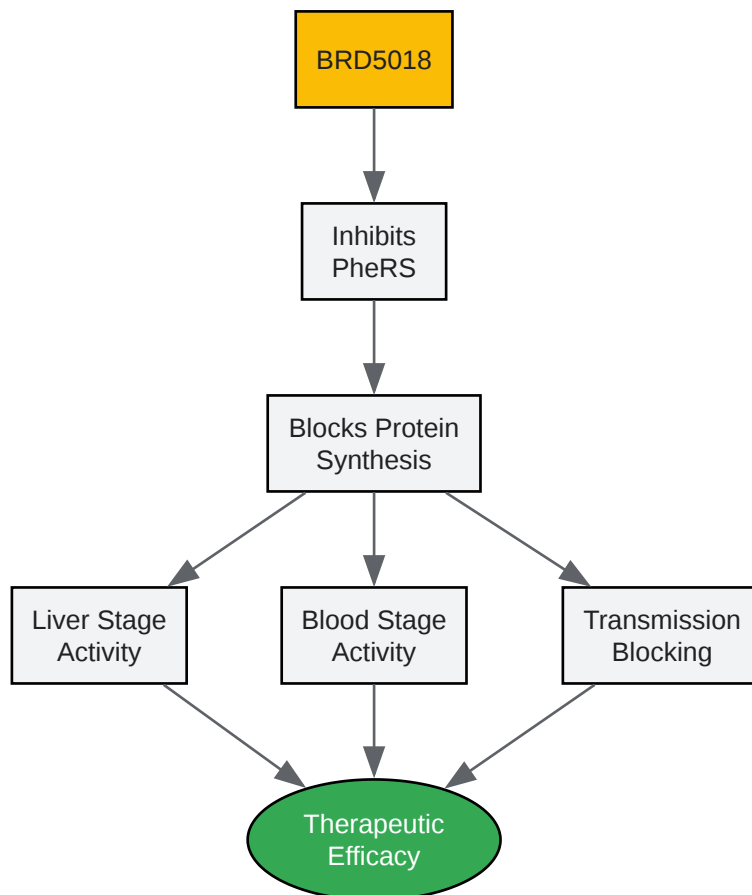 BRD5018
Inhibits
PheRS
Blocks Protein
Synthesis
Liver Stage
Activity
Blood Stage
Activity
Transmission
Blocking
Therapeutic
Efficacy